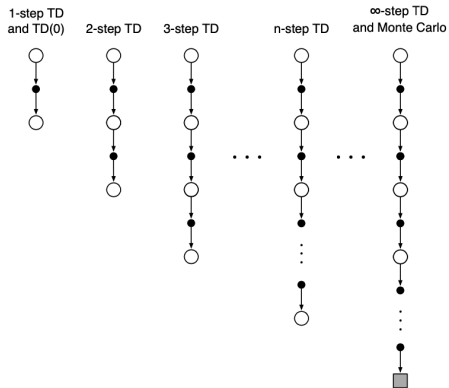 1-step TD
and TD(0)
2-step TD
3-step TD
n-step TD
∞-step TD
and Monte Carlo